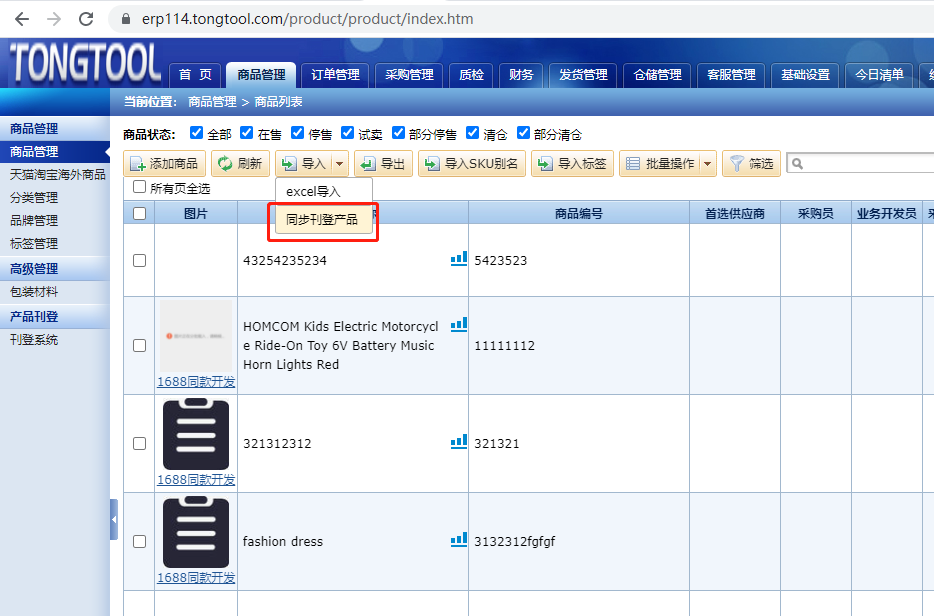 erp114.tongtool.com/product/product/index.htm
TONGTOOL
首 页 商品管理 订单管理 采购管理 质检 财务 发货管理 仓储管理 客服管理 基础设置 今日清单
当前位置: 商品管理 > 商品列表
商品管理
商品管理
天猫淘宝海外商品
分类管理
品牌管理
标签管理
高级管理
包装材料
产品刊登
刊登系统
商品状态: 全部 在售 停售 试卖 部分停售 清仓 部分清仓
添加商品 刷新 导入 导出 导入SKU别名 导入标签 批量操作 筛选
所有页全选
excel导入
同步刊登产品
图片 商品编号 首选供应商 采购员 业务开发员
43254235234 5423523
HOMCOM Kids Electric Motorcycl
e Ride-On Toy 6V Battery Music
Horn Lights Red
11111112
1688同款开发
321312312 321321
1688同款开发
fashion dress 3132312fgfgf
1688同款开发